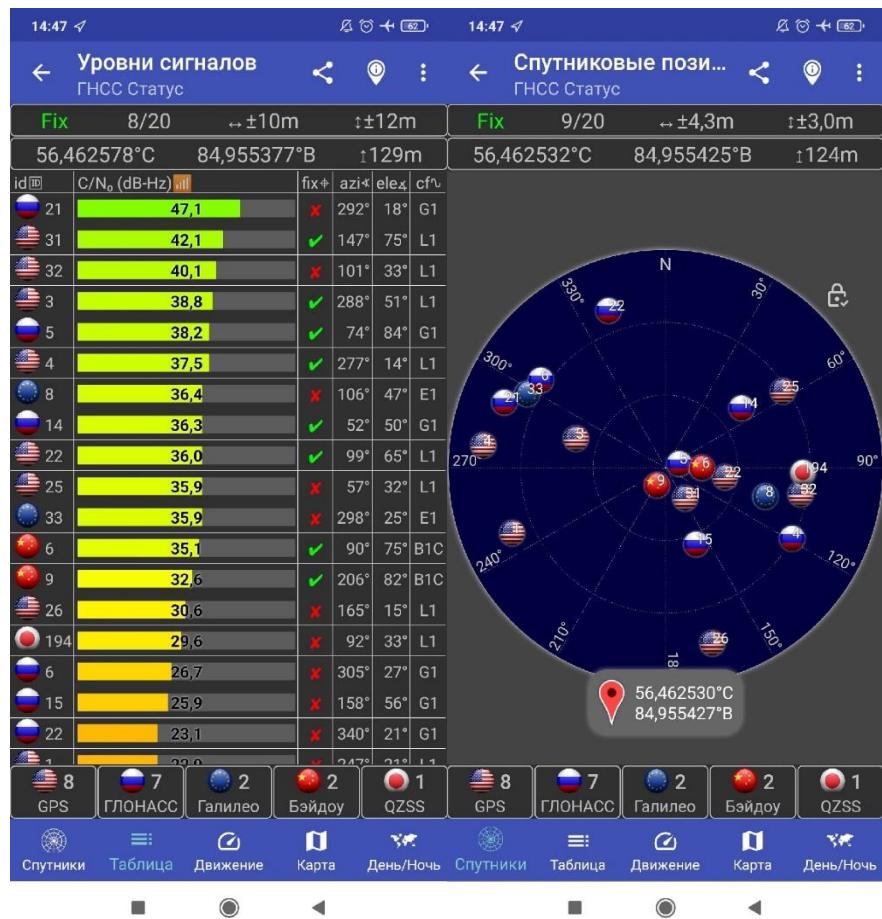 14:47 62
Уровни сигналов
ГНСС Статус
Fix 8/20 ↔±10m ↕±12m
56,462578°С 84,955377°В ↕129m
id ID C/N₀ (dB-Hz) fix azi ele cf
21 47,1 ✘ 292° 18° G1
31 42,1 ✔ 147° 75° L1
32 40,1 ✘ 101° 33° L1
3 38,8 ✔ 288° 51° L1
5 38,2 ✔ 74° 84° G1
4 37,5 ✔ 277° 14° L1
8 36,4 ✘ 106° 47° E1
14 36,3 ✔ 52° 50° G1
22 36,0 ✔ 99° 65° L1
25 35,9 ✘ 57° 32° L1
33 35,9 ✘ 298° 25° E1
6 35,1 ✔ 90° 75° B1C
9 32,6 ✔ 206° 82° B1C
26 30,6 ✘ 165° 15° L1
194 29,6 ✘ 92° 33° L1
6 26,7 ✘ 305° 27° G1
15 25,9 ✘ 158° 56° G1
22 23,1 ✘ 340° 21° G1
8 7 2 2 1
GPS ГЛОНАСС Галилео Бэйдоу QZSS
Спутники Таблица Движение Карта День/Ночь
14:47 62
Спутниковые пози...
ГНСС Статус
Fix 9/20 ↔±4,3m ↕±3,0m
56,462532°С 84,955425°В ↕124m
N
330° 30°
22
300° 60°
6 25
21 33
14
4 3
270 5 6 194 90°
9 22
31 8 32
1 15 4
240° 120°
26
210° 150°
18
56,462530°С
84,955427°В
8 7 2 2 1
GPS ГЛОНАСС Галилео Бэйдоу QZSS
Спутники Таблица Движение Карта День/Ночь